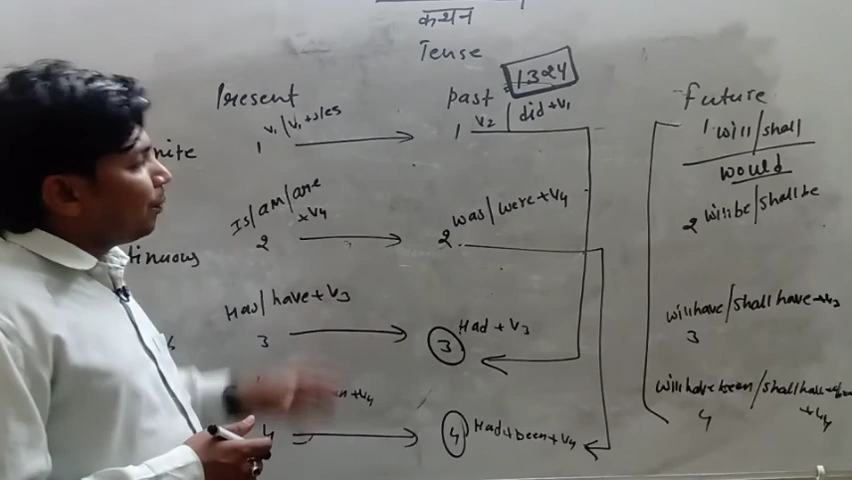 कथन
Tense
1324
Present
Past
Future
V₁/V₁+s/es
1
1 V₂/did+V₁
1 will/shall
would
Is/am/are
+V₄
2
2 was/were+V₄
2 will be/shall be
Has/have+V₃
3
3 Had+V₃
will have/shall have+V₃
3
4
4 Had+been+V₄
will have been/shall have
4
+V₄